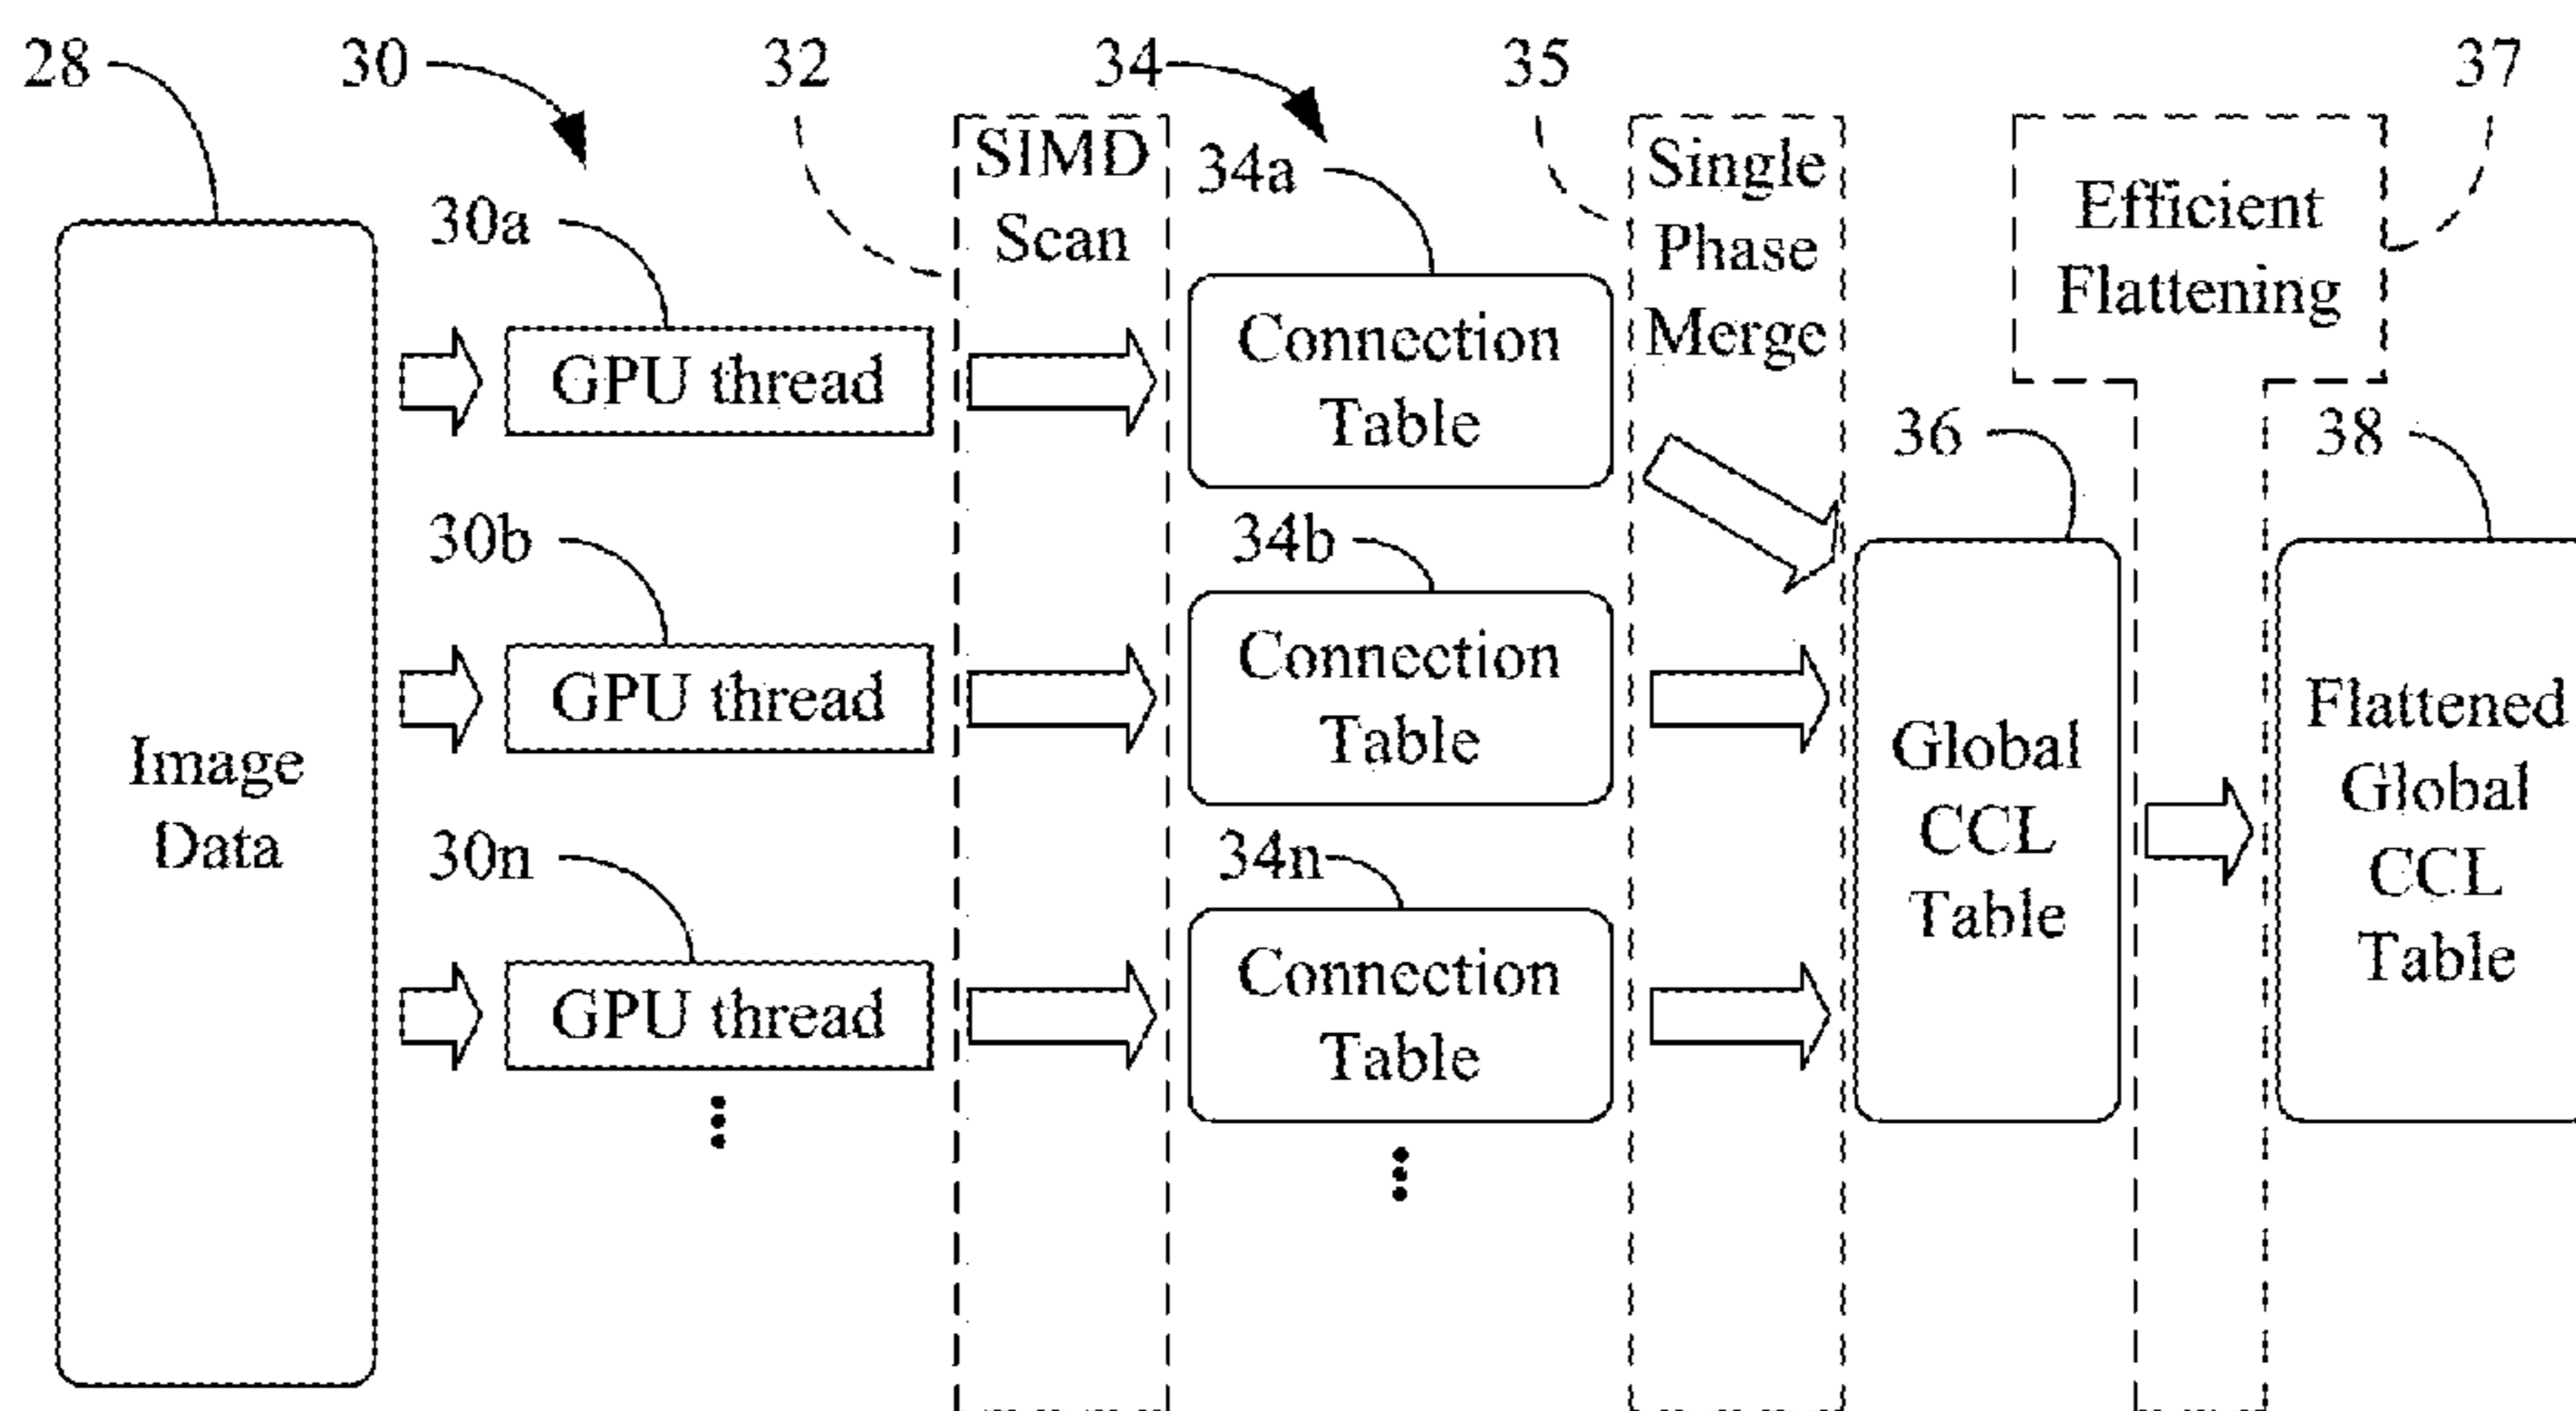 28
30
32
34
35
37
SIMD
Scan
Single
Phase
Merge
Efficient
Flattening
30a
GPU thread
34a
Connection
Table
36
38
30b
GPU thread
34b
Connection
Table
Image
Data
Global
CCL
Table
Flattened
Global
CCL
Table
30n
GPU thread
34n
Connection
Table